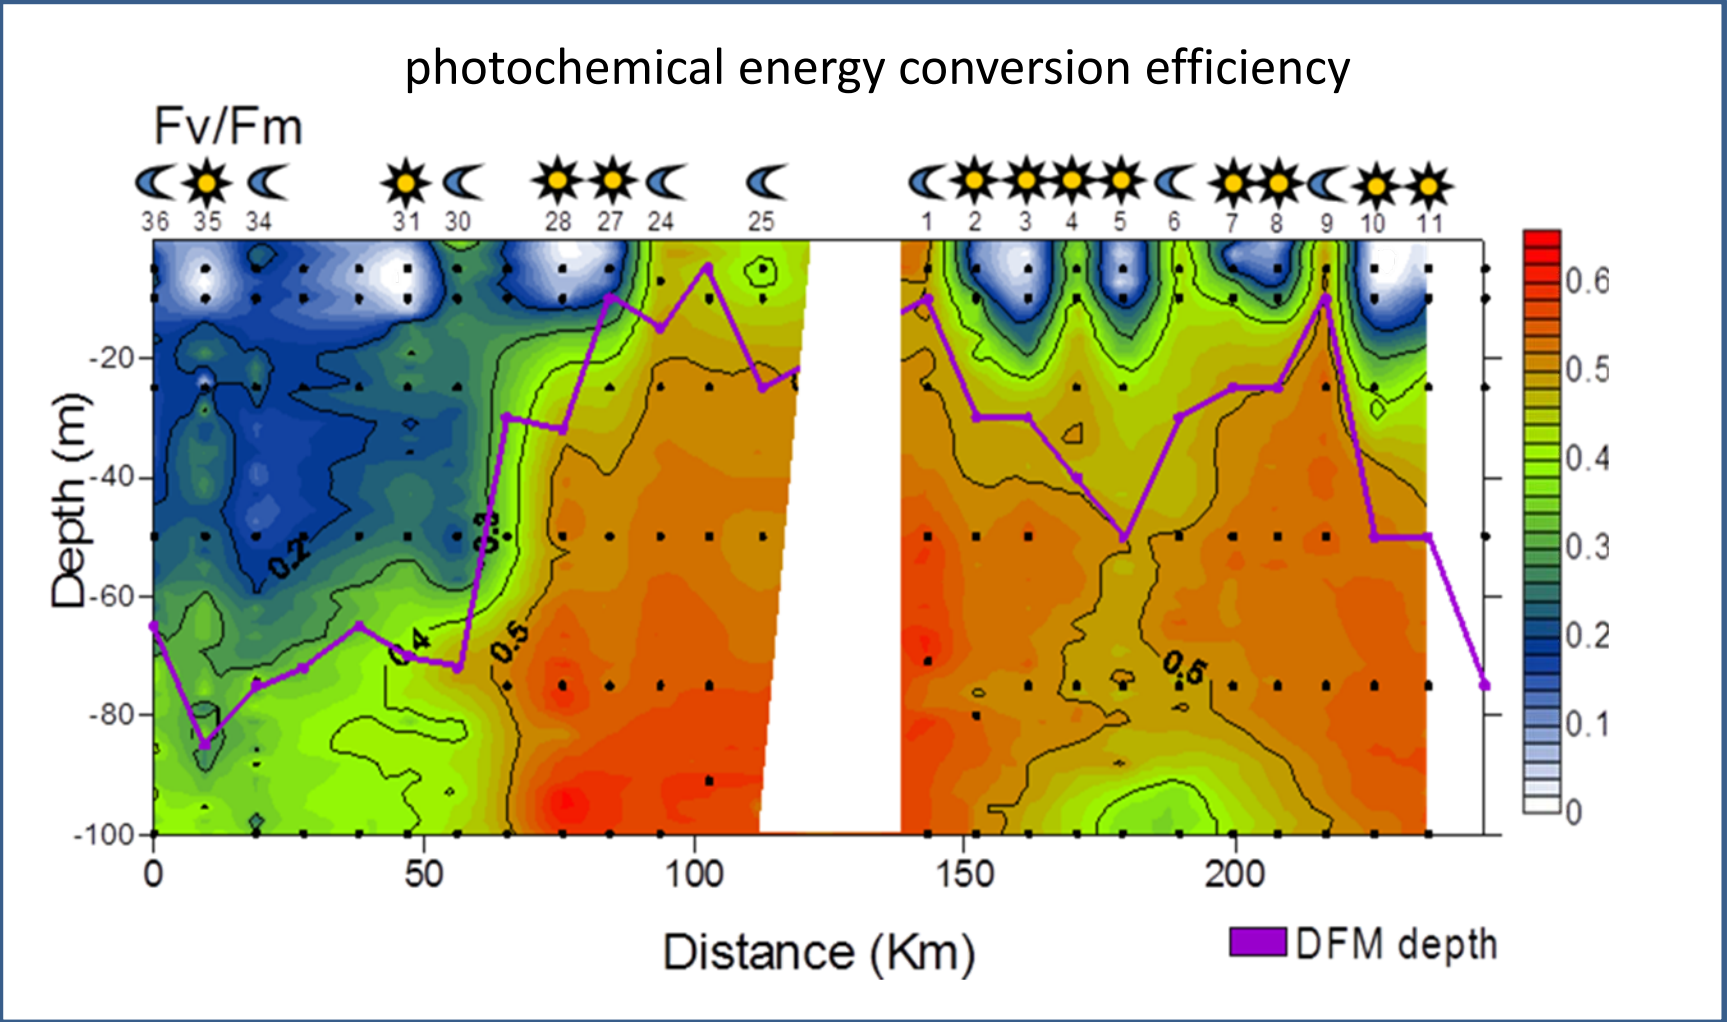 photochemical energy conversion efficiency
Fv/Fm
36 35 34 31 30 28 27 24 25 1 2 3 4 5 6 7 8 9 10 11
0.6
0.5
0.4
0.3
0.2
0.1
0
-20
-40
-60
-80
-100
Depth (m)
0.2
0.3
0.4
0.5
0.5
0 50 100 150 200
Distance (Km)
DFM depth